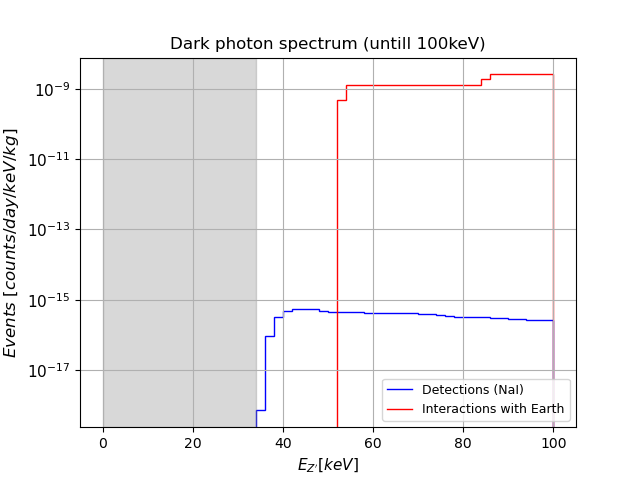 Dark photon spectrum (untill 100keV)
Events [counts/day/keV/kg]
10⁻⁹
10⁻¹¹
10⁻¹³
10⁻¹⁵
10⁻¹⁷
Detections (NaI)
Interactions with Earth
0 20 40 60 80 100
E_Z′[keV]